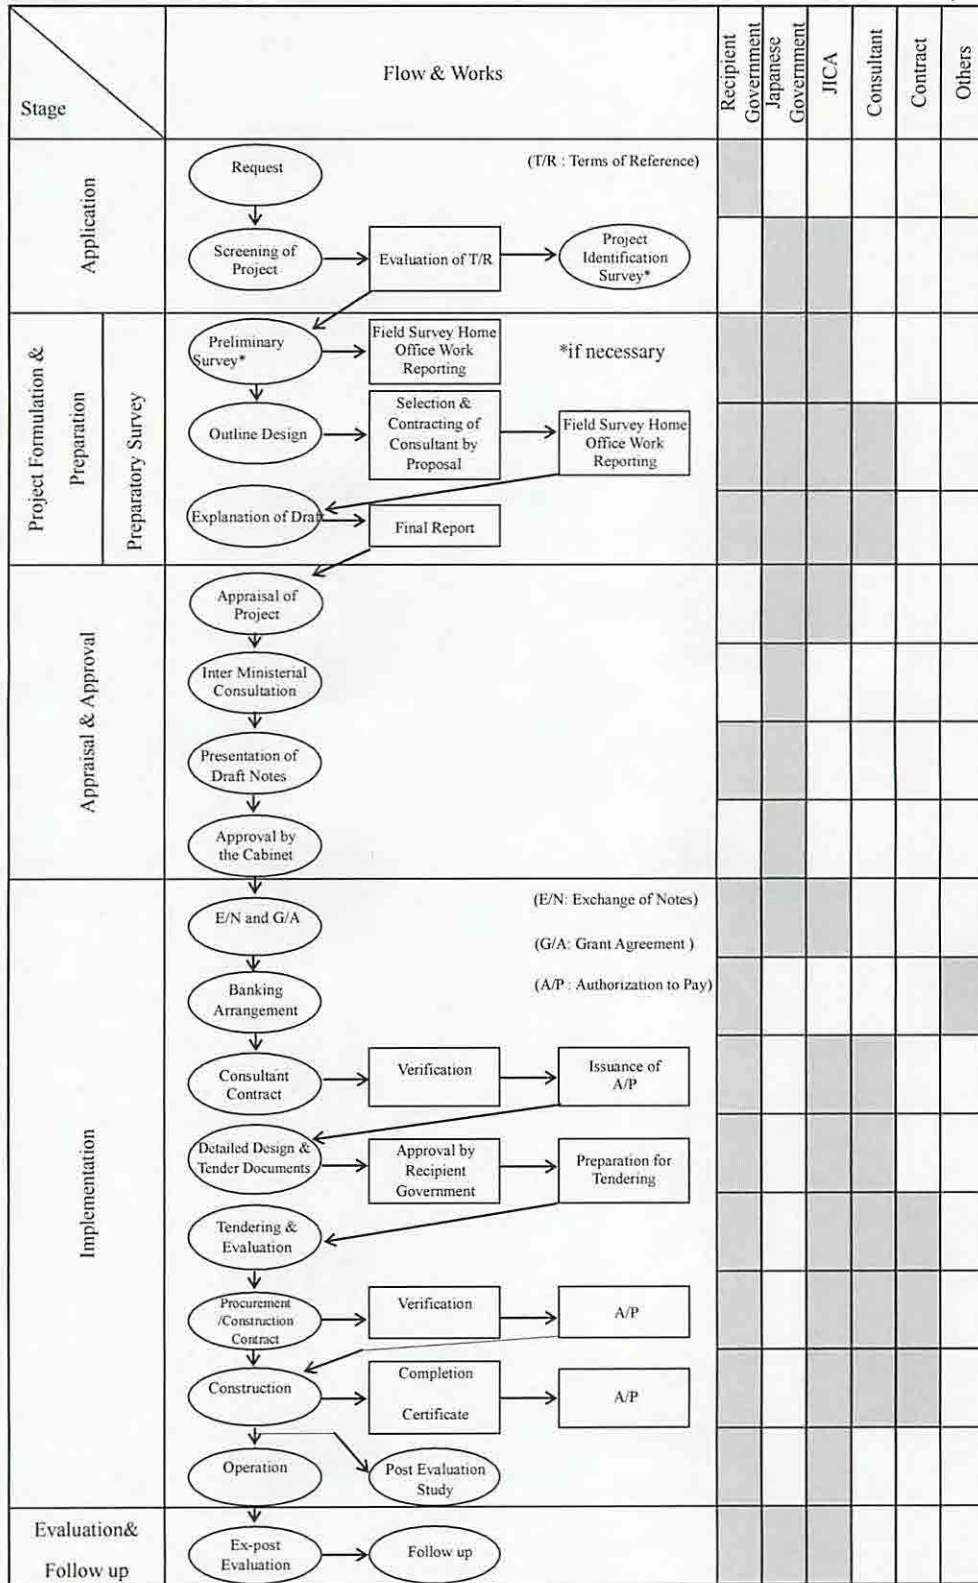 Stage
Flow & Works
Recipient
Government
Japanese
Government
JICA
Consultant
Contract
Others
Application
Request
(T/R : Terms of Reference)
Screening of
Project
Evaluation of T/R
Project
Identification
Survey*
Project Formulation &
Preparation
Preparatory Survey
Preliminary
Survey*
Field Survey Home
Office Work
Reporting
*if necessary
Outline Design
Selection &
Contracting of
Consultant by
Proposal
Field Survey Home
Office Work
Reporting
Explanation of Draft
Final Report
Appraisal & Approval
Appraisal of
Project
Inter Ministerial
Consultation
Presentation of
Draft Notes
Approval by
the Cabinet
Implementation
E/N and G/A
(E/N: Exchange of Notes)
(G/A: Grant Agreement )
(A/P : Authorization to Pay)
Banking
Arrangement
Consultant
Contract
Verification
Issuance of
A/P
Detailed Design &
Tender Documents
Approval by
Recipient
Government
Preparation for
Tendering
Tendering &
Evaluation
Procurement
/Construction
Contract
Verification
A/P
Construction
Completion
Certificate
A/P
Operation
Post Evaluation
Study
Evaluation&
Follow up
Ex-post
Evaluation
Follow up